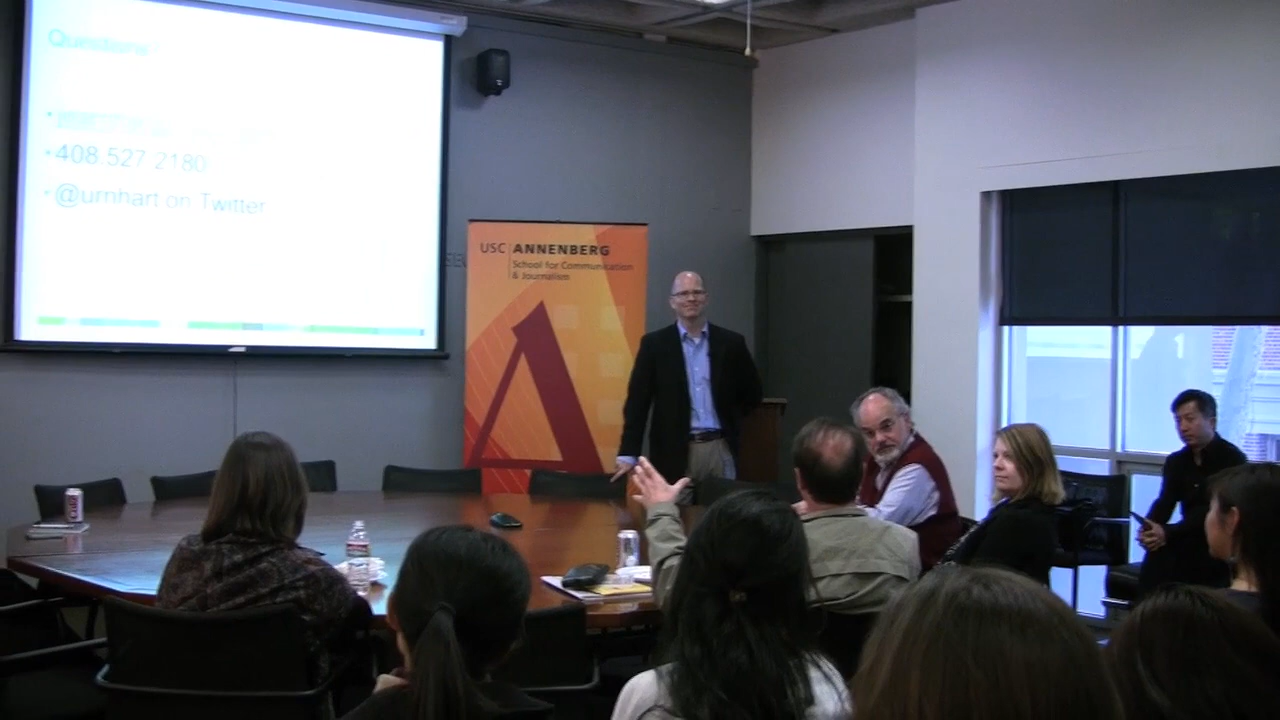 Questions?
•408 527 2180
•@urnhart on Twitter
USC ANNENBERG
School for Communication
& Journalism